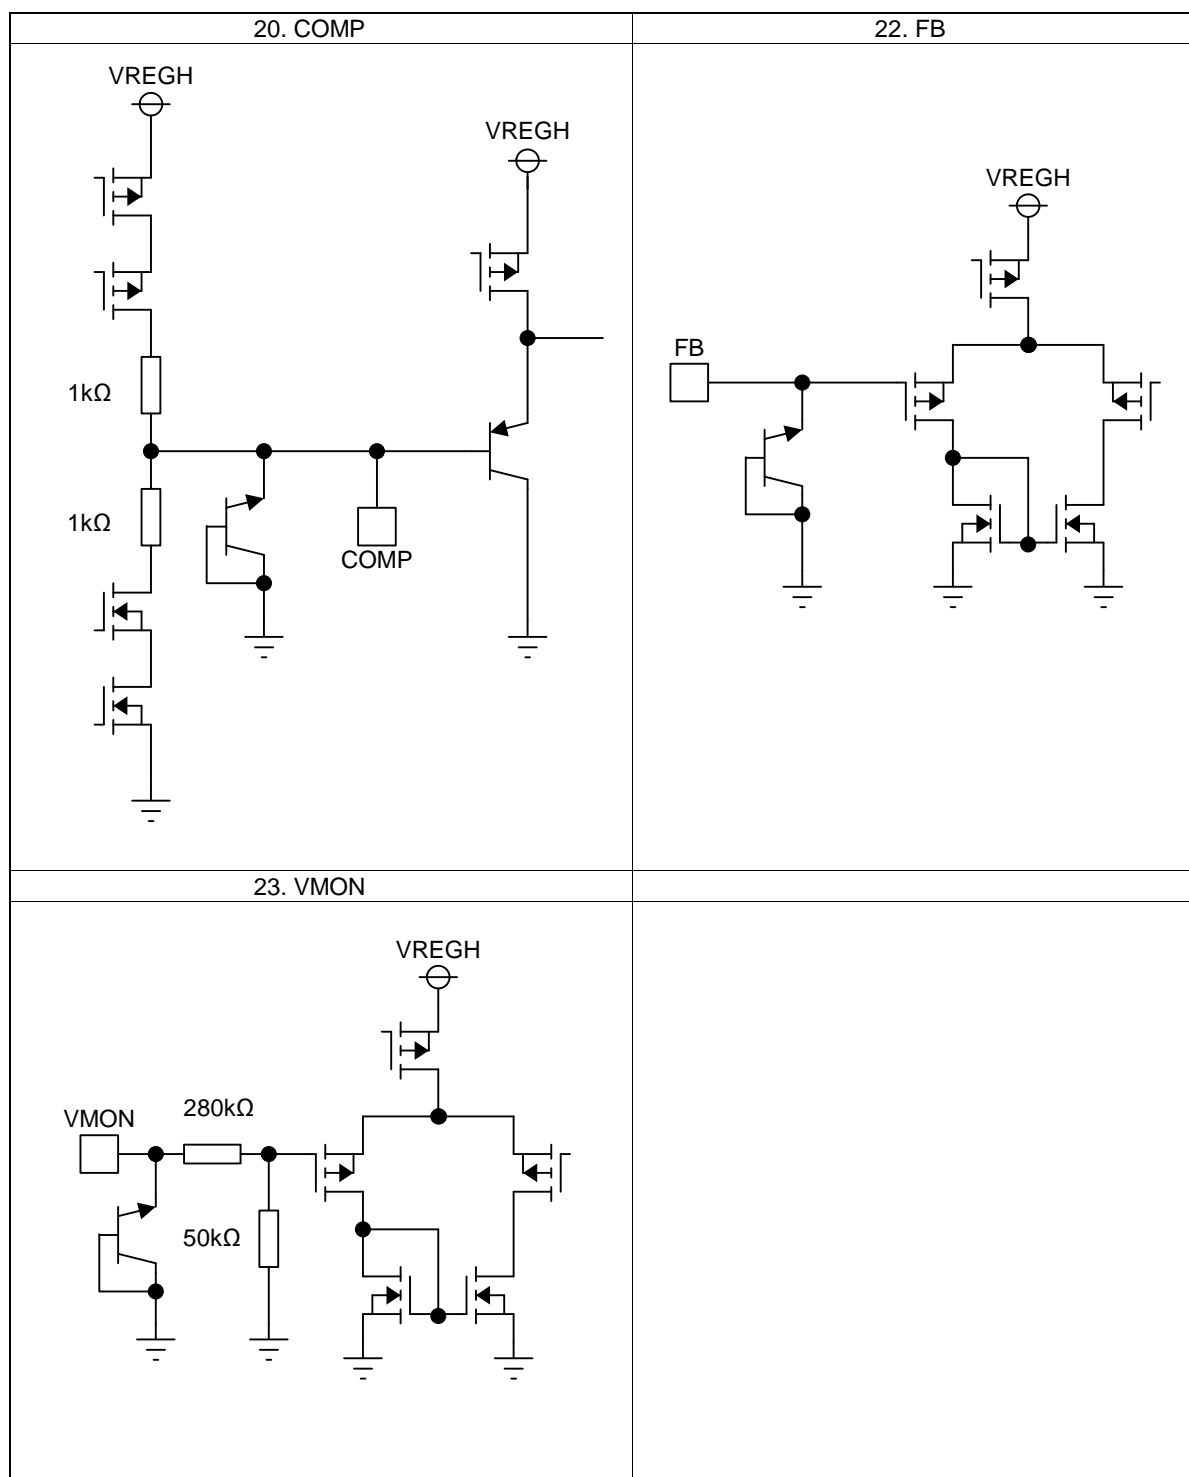 20. COMP
22. FB
VREGH
VREGH
1kΩ
1kΩ
COMP
VREGH
FB
23. VMON
VREGH
VMON
280kΩ
50kΩ